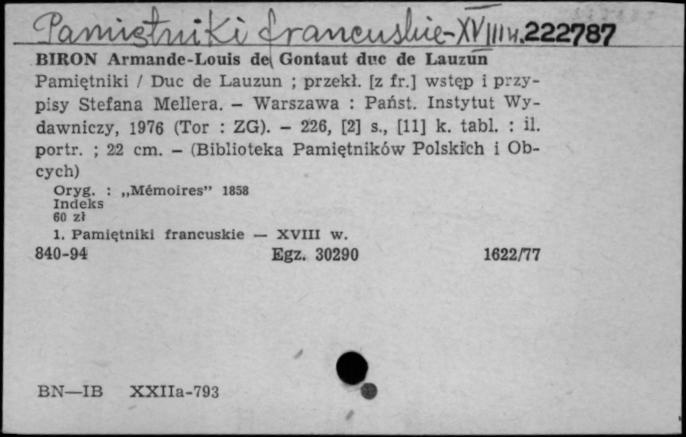 Pamiętniki francuskie - XVIII w. 222787
BIRON Armande-Louis de Gontaut duc de Lauzun
Pamiętniki / Duc de Lauzun ; przekł. [z fr.] wstęp i przy-
pisy Stefana Mellera. — Warszawa : Państ. Instytut Wy-
dawniczy, 1976 (Tor : ZG). — 226, [2] s., [11] k. tabl. : il.
portr. ; 22 cm. — (Biblioteka Pamiętników Polskich i Ob-
cych)
Oryg. : „Mémoires” 1858
Indeks
60 zł
1. Pamiętniki francuskie — XVIII w.
840-94 Egz. 30290 1622/77
BN—IB XXIIa-793